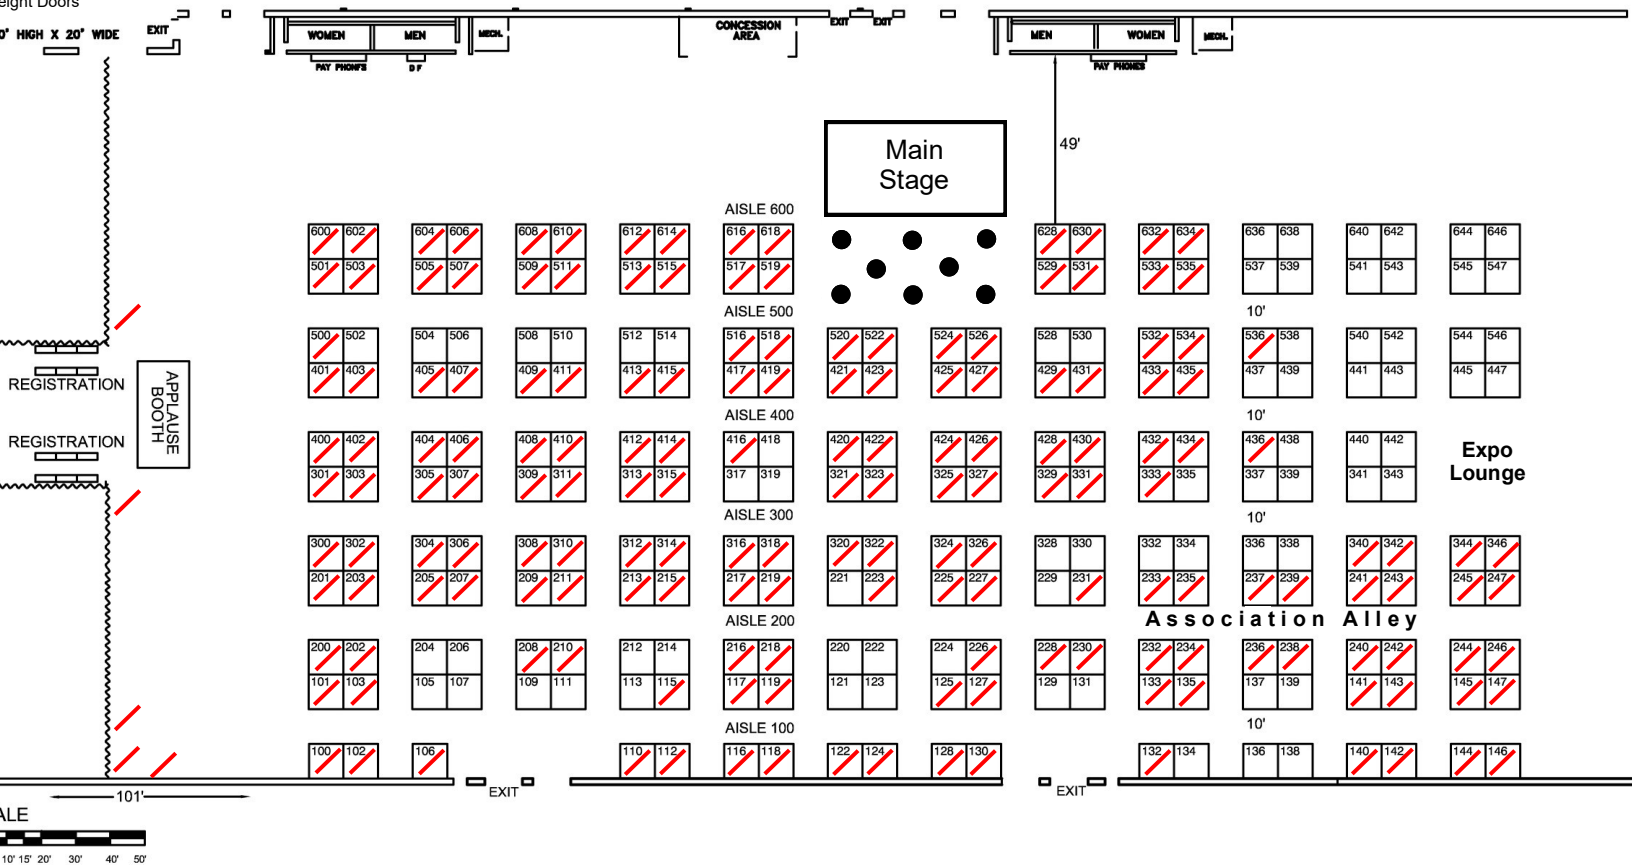 eight Doors
0' HIGH X 20' WIDE
EXIT
WOMEN MEN
MECH.
CONCESSION
AREA
EXIT EXIT
MEN WOMEN
MECH.
PAY PHONES
D F
PAY PHONES
49'
Main
Stage
AISLE 600
600 602 604 606 608 610 612 614 616 618 628 630 632 634 636 638 640 642 644 646
501 503 505 507 509 511 513 515 517 519 529 531 533 535 537 539 541 543 545 547
AISLE 500
10'
500 502 504 506 508 510 512 514 516 518 520 522 524 526 528 530 532 534 536 538 540 542 544 546
401 403 405 407 409 411 413 415 417 419 421 423 425 427 429 431 433 435 437 439 441 443 445 447
REGISTRATION
APPLAUSE
BOOTH
AISLE 400
10'
REGISTRATION
400 402 404 406 408 410 412 414 416 418 420 422 424 426 428 430 432 434 436 438 440 442
301 303 305 307 309 311 313 315 317 319 321 323 325 327 329 331 333 335 337 339 341 343
Expo
Lounge
AISLE 300
10'
300 302 304 306 308 310 312 314 316 318 320 322 324 326 328 330 332 334 336 338 340 342 344 346
201 203 205 207 209 211 213 215 217 219 221 223 225 227 229 231 233 235 237 239 241 243 245 247
AISLE 200
Association Alley
200 202 204 206 208 210 212 214 216 218 220 222 224 226 228 230 232 234 236 238 240 242 244 246
101 103 105 107 109 111 113 115 117 119 121 123 125 127 129 131 133 135 137 139 141 143 145 147
AISLE 100
10'
100 102 106 110 112 116 118 122 124 128 130 132 134 136 138 140 142 144 146
EXIT
EXIT
101'
ALE
10' 15' 20' 30' 40' 50'